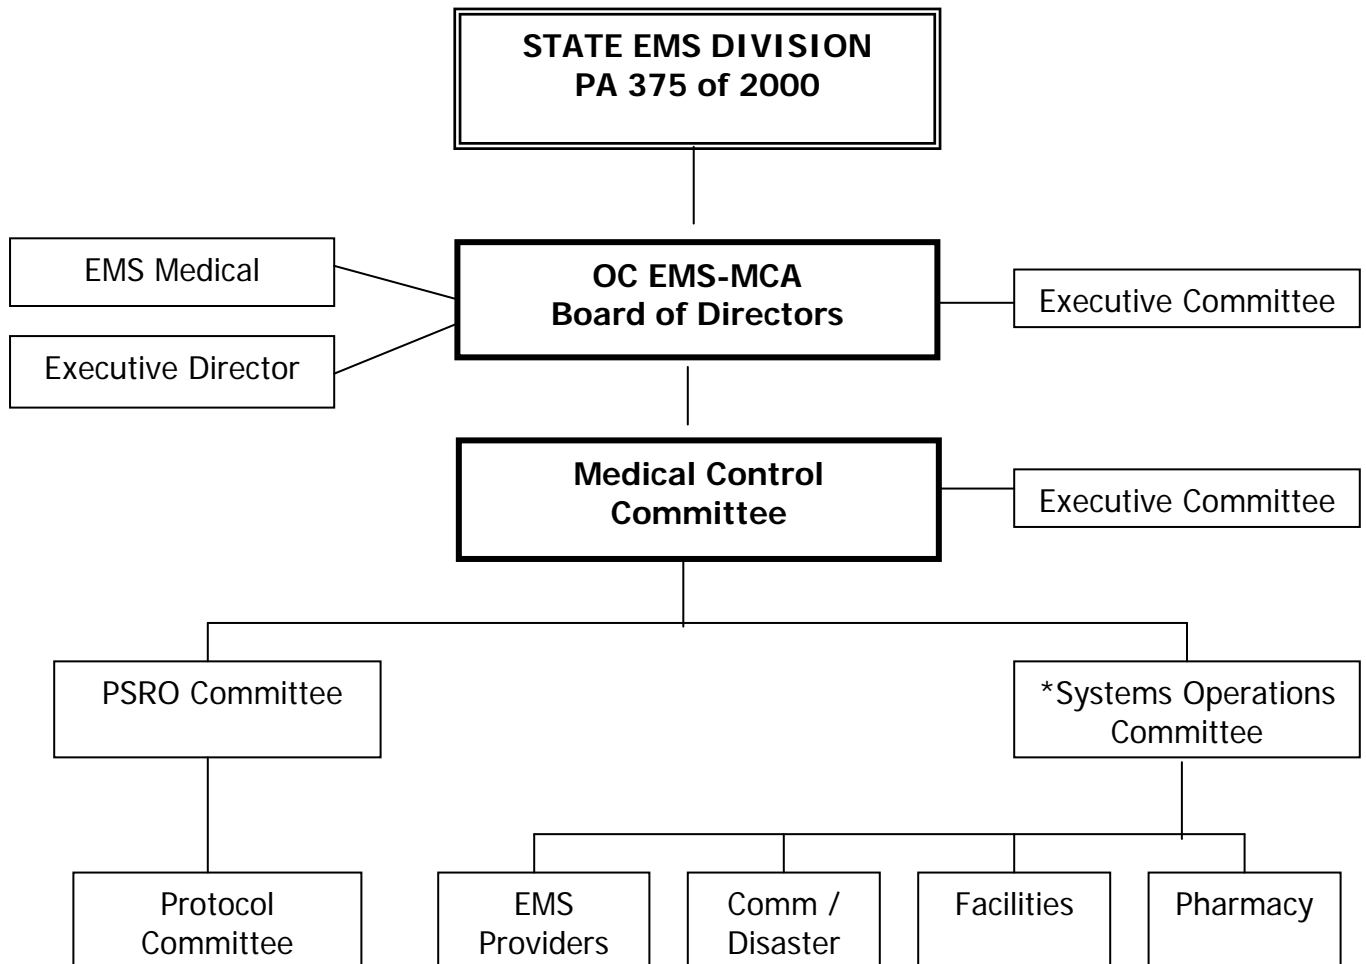 STATE EMS DIVISION
PA 375 of 2000
EMS Medical
OC EMS-MCA
Board of Directors
Executive Committee
Executive Director
Medical Control
Committee
Executive Committee
PSRO Committee
*Systems Operations
Committee
Protocol
Committee
EMS
Providers
Comm /
Disaster
Facilities
Pharmacy